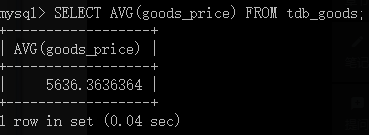 mysql> SELECT AVG(goods_price) FROM tdb_goods;
+-----------------+
| AVG(goods_price) |
+-----------------+
| 5636.3636364 |
+-----------------+
1 row in set (0.04 sec)